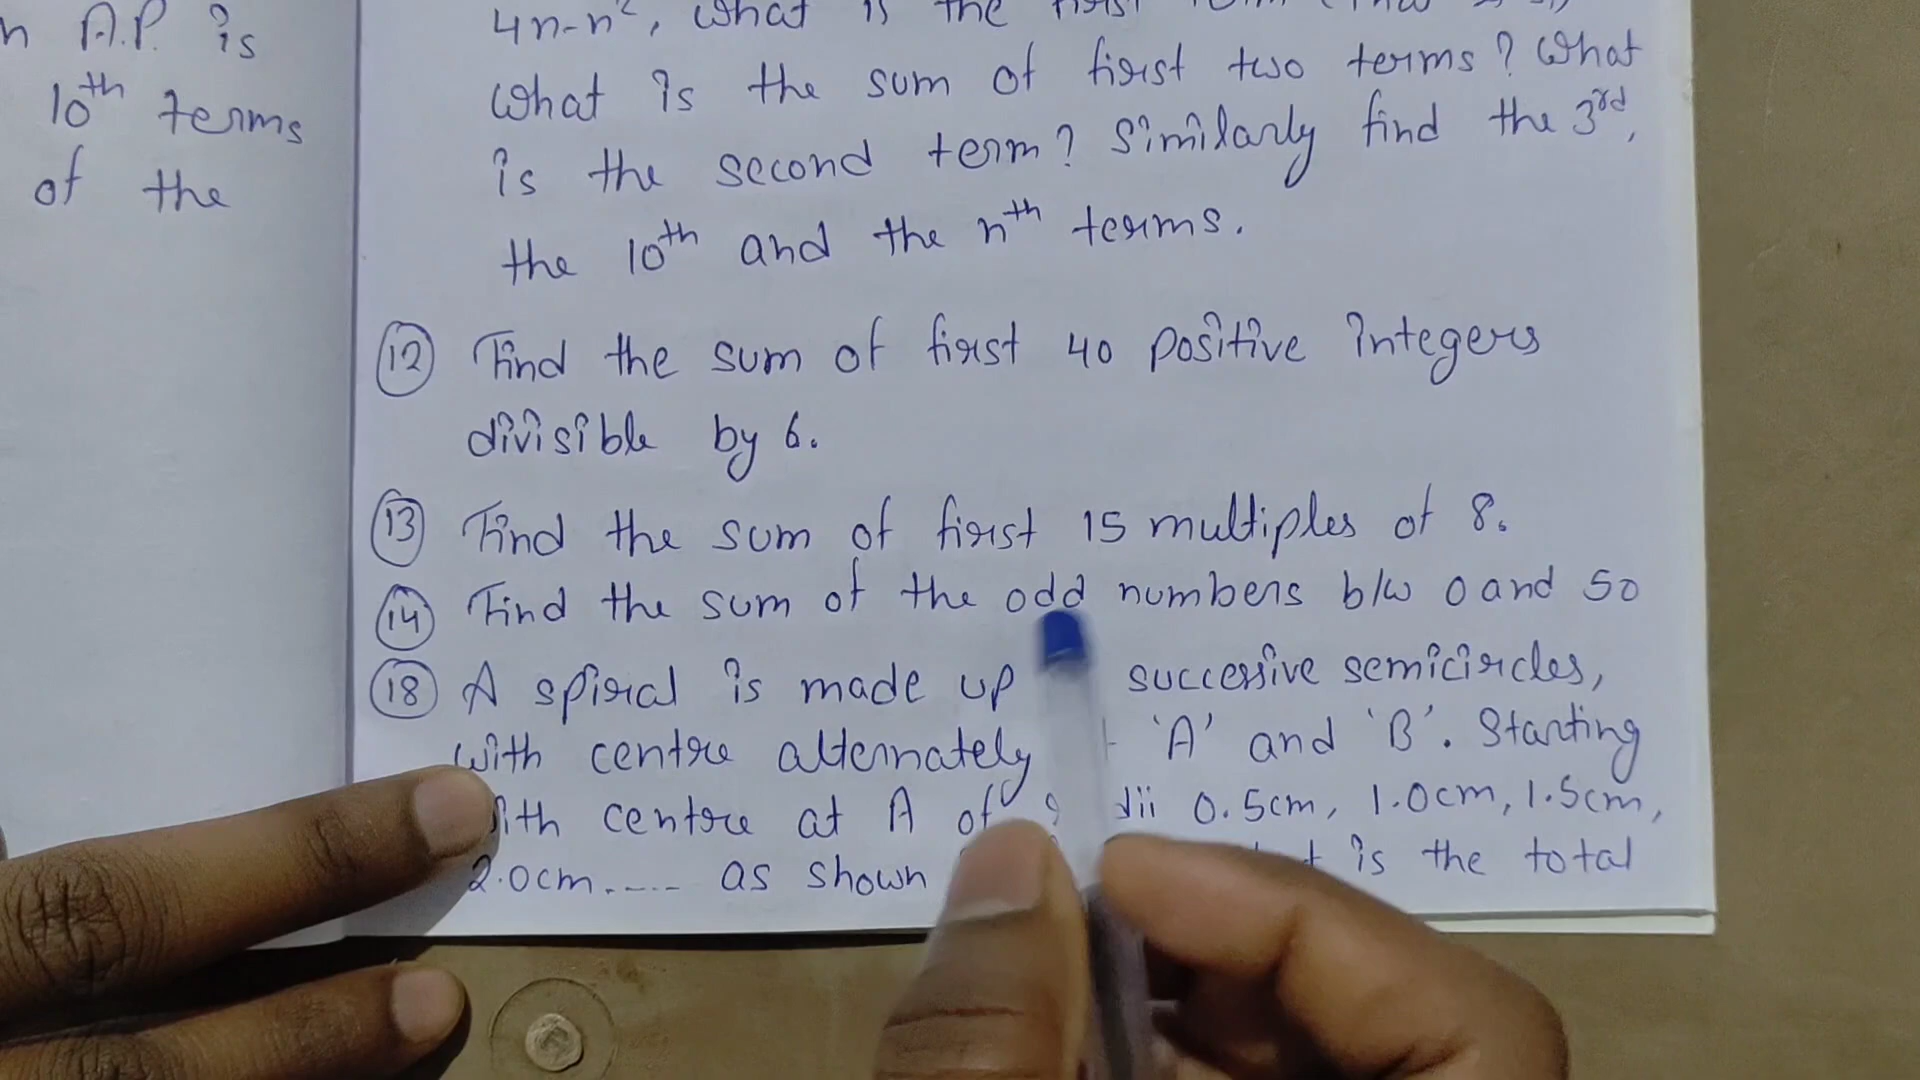 n A.P. is
10th terms
of the
4n-n², what is the first
what is the sum of first two terms? What
is the second term? Similarly find the 3rd,
the 10th and the nth terms.
12 Find the sum of first 40 positive integers
divisible by 6.
13 Find the sum of first 15 multiples of 8.
14 Find the sum of the odd numbers b/w 0 and 50
18 A spiral is made up successive semicircles,
with centre alternately 'A' and 'B'. Starting
with centre at A of dii 0.5cm, 1.0cm, 1.5cm,
2.0cm..... as shown is the total